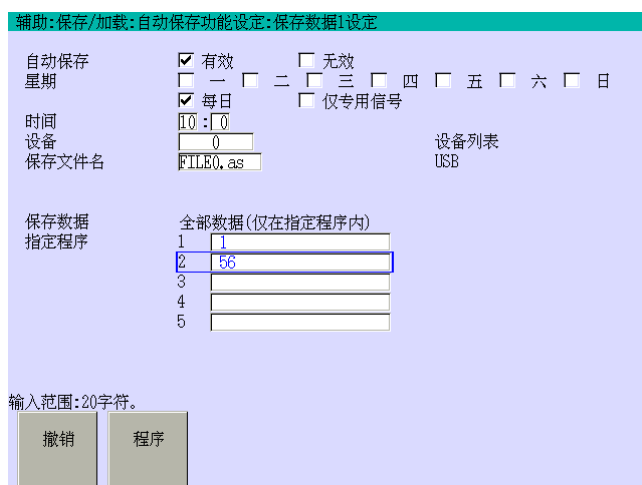 辅助:保存/加载:自动保存功能设定:保存数据1设定
自动保存 有效 无效
星期 一 二 三 四 五 六 日
每日 仅专用信号
时间 10:0
设备 0 设备列表
保存文件名 FILE0.as USB
保存数据 全部数据(仅在指定程序内)
指定程序 1 1
2 56
3
4
5
输入范围:20字符。
撤销 程序